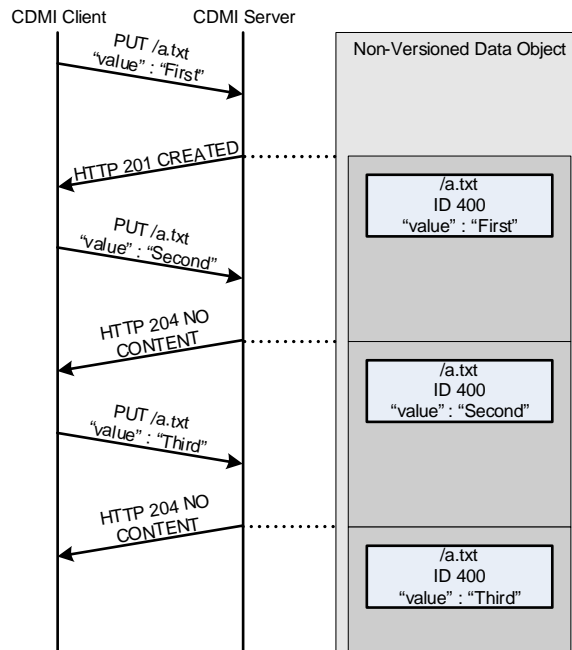 CDMI Client
CDMI Server
PUT /a.txt
“value” : “First”
Non-Versioned Data Object
HTTP 201 CREATED
/a.txt
ID 400
“value” : “First”
PUT /a.txt
“value” : “Second”
HTTP 204 NO
CONTENT
/a.txt
ID 400
“value” : “Second”
PUT /a.txt
“value” : “Third”
HTTP 204 NO
CONTENT
/a.txt
ID 400
“value” : “Third”